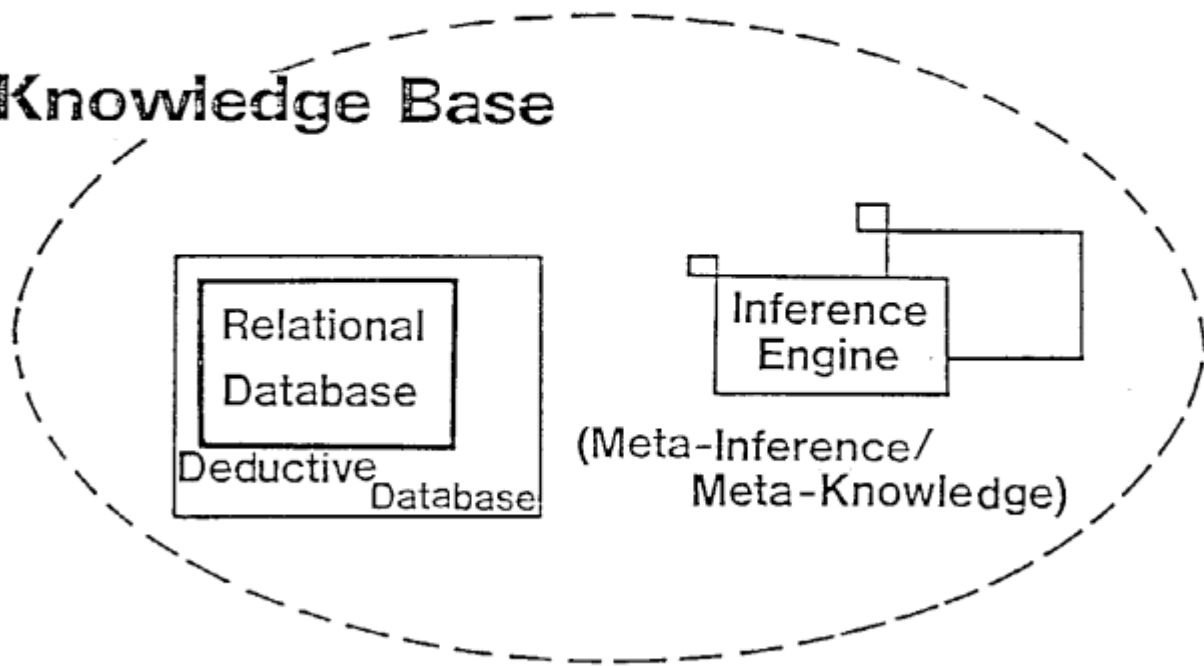 Knowledge Base
Relational
Database
Deductive
Database
Inference
Engine
(Meta-Inference/
Meta-Knowledge)